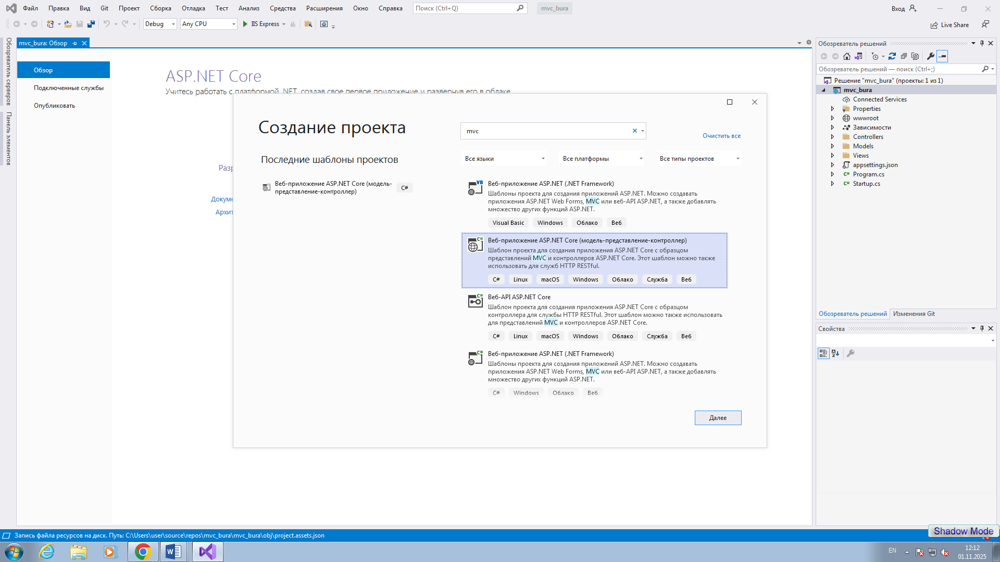 Файл Правка Вид Git Проект Сборка Отладка Тест Анализ Средства Расширения Окно Справка Поиск (Ctrl+Q) mvc_bura Вход
Debug Any CPU IIS Express Live Share
Обозреватель серверов
Панель элементов
mvc_bura: Обзор
Обзор
Подключенные службы
Опубликовать
ASP.NET Core
Учитесь работать с платформой .NET, создав свое первое приложение и развернув его в облаке.
Разр
Докуме
Архит
Создание проекта
Последние шаблоны проектов
Веб-приложение ASP.NET Core (модель-
представление-контроллер)
C#
mvc
Очистить все
Все языки Все платформы Все типы проектов
VB
Веб-приложение ASP.NET (.NET Framework)
Шаблоны проекта для создания приложений ASP.NET. Можно создавать
приложения ASP.NET Web Forms, MVC или веб-API ASP.NET, а также добавлять
множество других функций ASP.NET.
Visual Basic Windows Облако Веб
C#
Веб-приложение ASP.NET Core (модель-представление-контроллер)
Шаблон проекта для создания приложения ASP.NET Core с образцом
представлений MVC и контроллеров ASP.NET Core. Этот шаблон можно также
использовать для служб HTTP RESTful.
C# Linux macOS Windows Облако Служба Веб
C#
Веб-API ASP.NET Core
Шаблон проекта для создания приложения ASP.NET Core с образцом
контроллера для службы HTTP RESTful. Этот шаблон можно также использовать
для представлений MVC и контроллеров ASP.NET Core.
C# Linux macOS Windows Облако Служба Веб
C#
Веб-приложение ASP.NET (.NET Framework)
Шаблоны проекта для создания приложений ASP.NET. Можно создавать
приложения ASP.NET Web Forms, MVC или веб-API ASP.NET, а также добавлять
множество других функций ASP.NET.
C# Windows Облако Веб
Далее
Обозреватель решений
Обозреватель решений — поиск (Ctrl+;)
Решение "mvc_bura" (проекты: 1 из 1)
mvc_bura
Connected Services
Properties
wwwroot
Зависимости
Controllers
Models
Views
appsettings.json
C# Program.cs
C# Startup.cs
Обозреватель решений Изменения Git
Свойства
Запись файла ресурсов на диск. Путь: C:\Users\user\source\repos\mvc_bura\mvc_bura\obj\project.assets.json
Shadow Mode
EN
12:12
01.11.2025